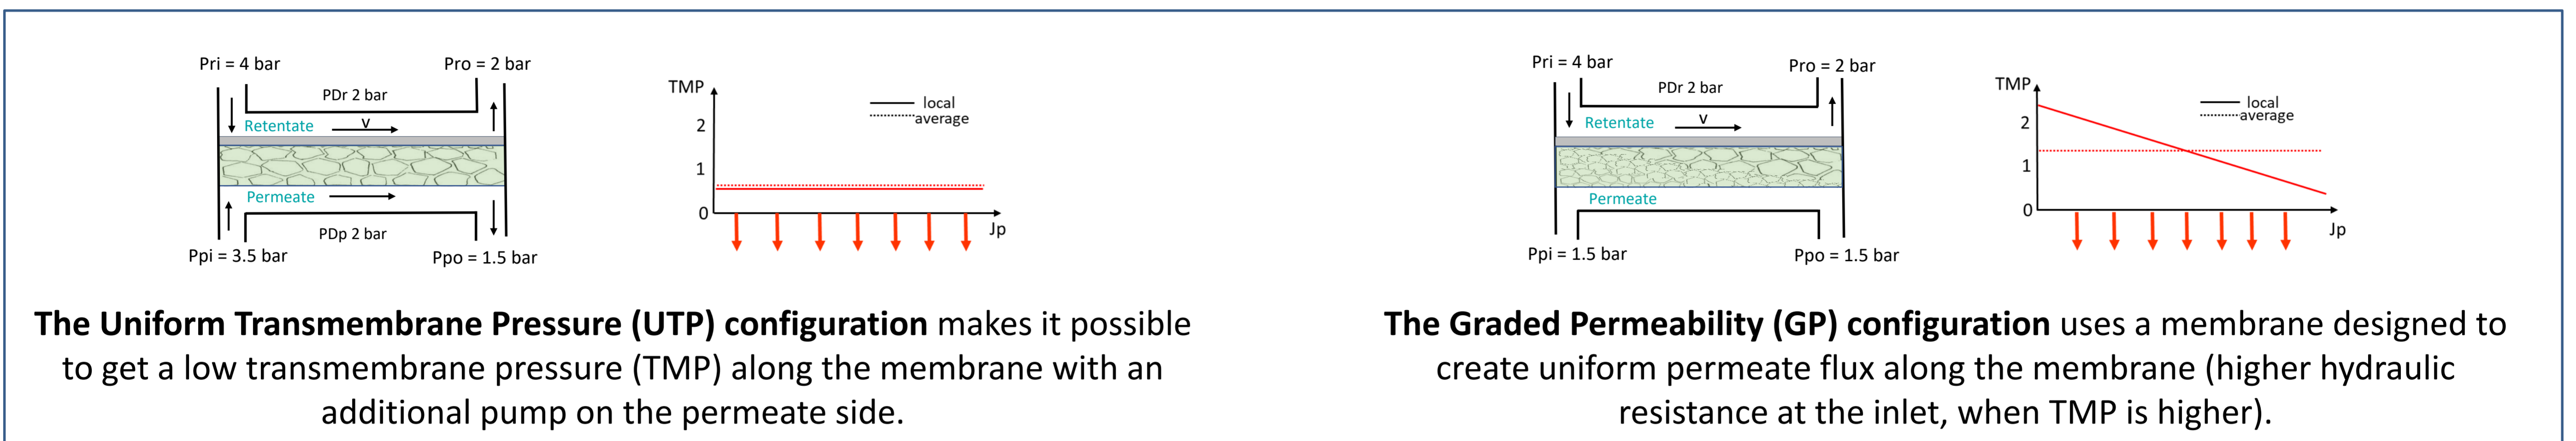 Pri = 4 bar
Pro = 2 bar
PDr 2 bar
Retentate
v
Permeate
PDp 2 bar
Ppi = 3.5 bar
Ppo = 1.5 bar
TMP
local
average
2
1
0
Jp
The Uniform Transmembrane Pressure (UTP) configuration makes it possible
to get a low transmembrane pressure (TMP) along the membrane with an
additional pump on the permeate side.
Pri = 4 bar
Pro = 2 bar
PDr 2 bar
Retentate
v
Permeate
Ppi = 1.5 bar
Ppo = 1.5 bar
TMP
local
average
2
1
0
Jp
The Graded Permeability (GP) configuration uses a membrane designed to
create uniform permeate flux along the membrane (higher hydraulic
resistance at the inlet, when TMP is higher).